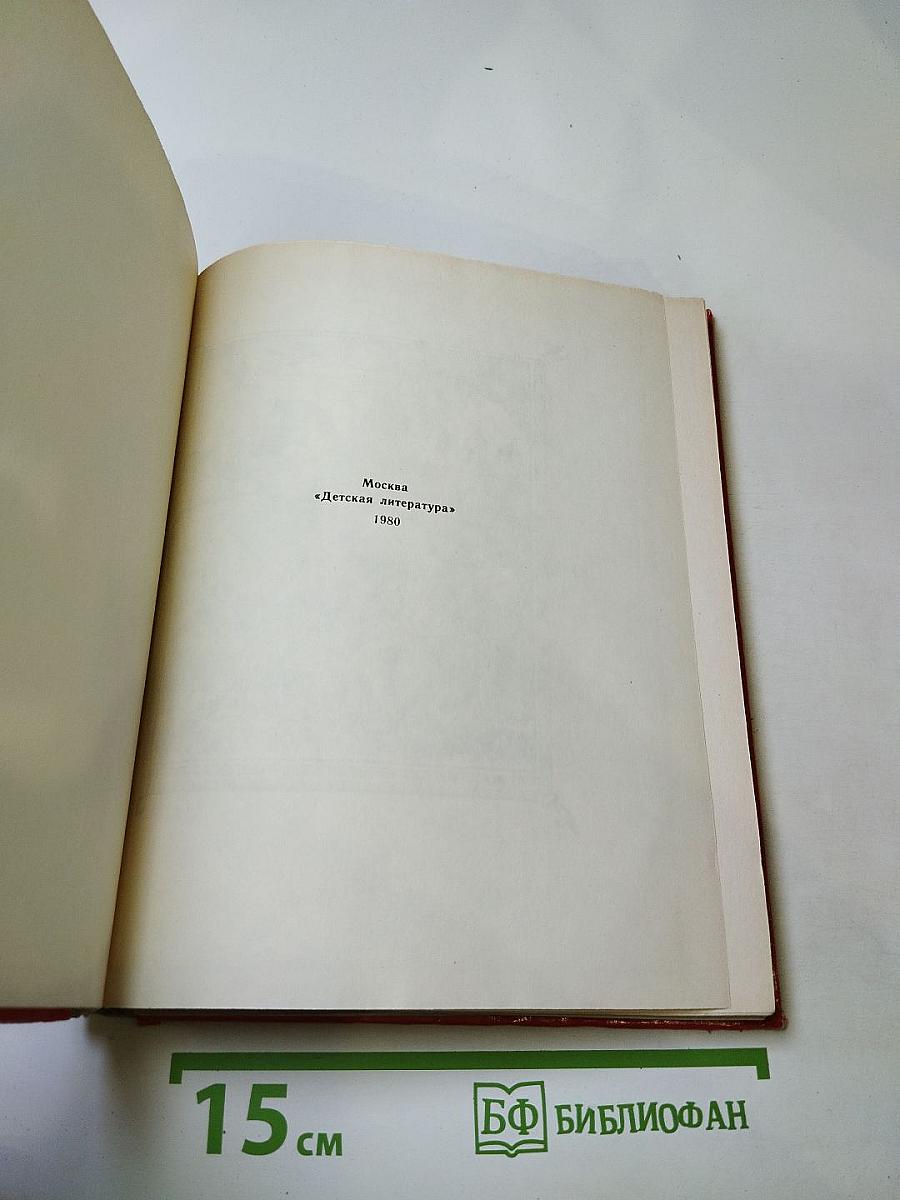 Москва
«Детская литература»
1980
15 см
БФ БИБЛИОФАН